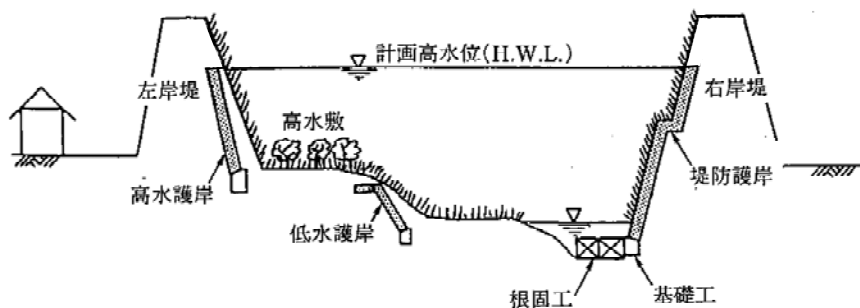 計画高水位(H.W.L.)
左岸堤
右岸堤
高水敷
堤防護岸
高水護岸
低水護岸
根固工
基礎工